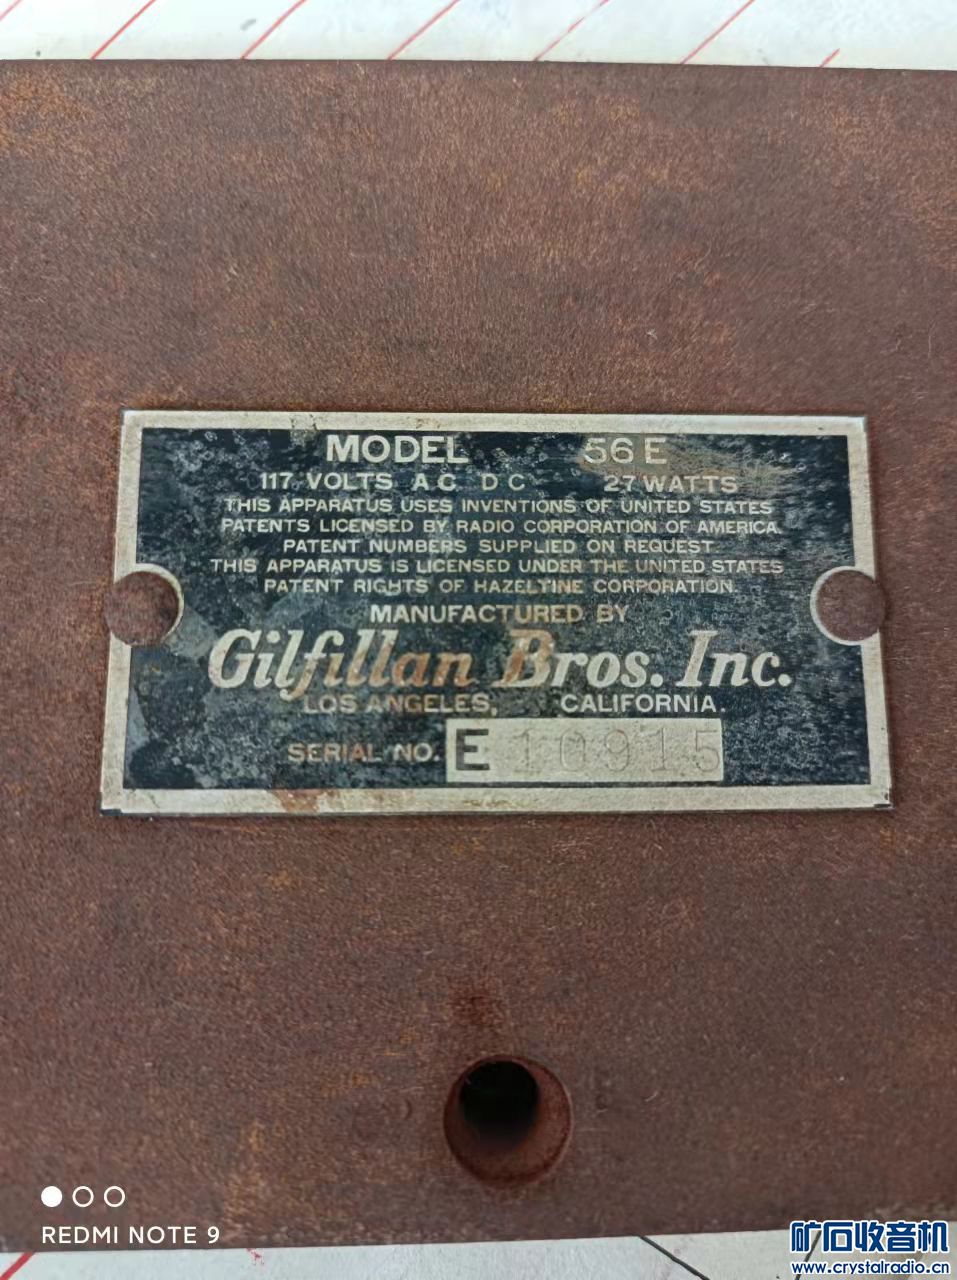 MODEL 56 E
117 VOLTS AC DC 27 WATTS
THIS APPARATUS USES INVENTIONS OF UNITED STATES
PATENTS LICENSED BY RADIO CORPORATION OF AMERICA.
PATENT NUMBERS SUPPLIED ON REQUEST.
THIS APPARATUS IS LICENSED UNDER THE UNITED STATES
PATENT RIGHTS OF HAZELTINE CORPORATION.
MANUFACTURED BY
Gilfillan Bros. Inc.
LOS ANGELES, CALIFORNIA.
SERIAL NO. E 10915
REDMI NOTE 9
矿石收音机
www.crystalradio.cn